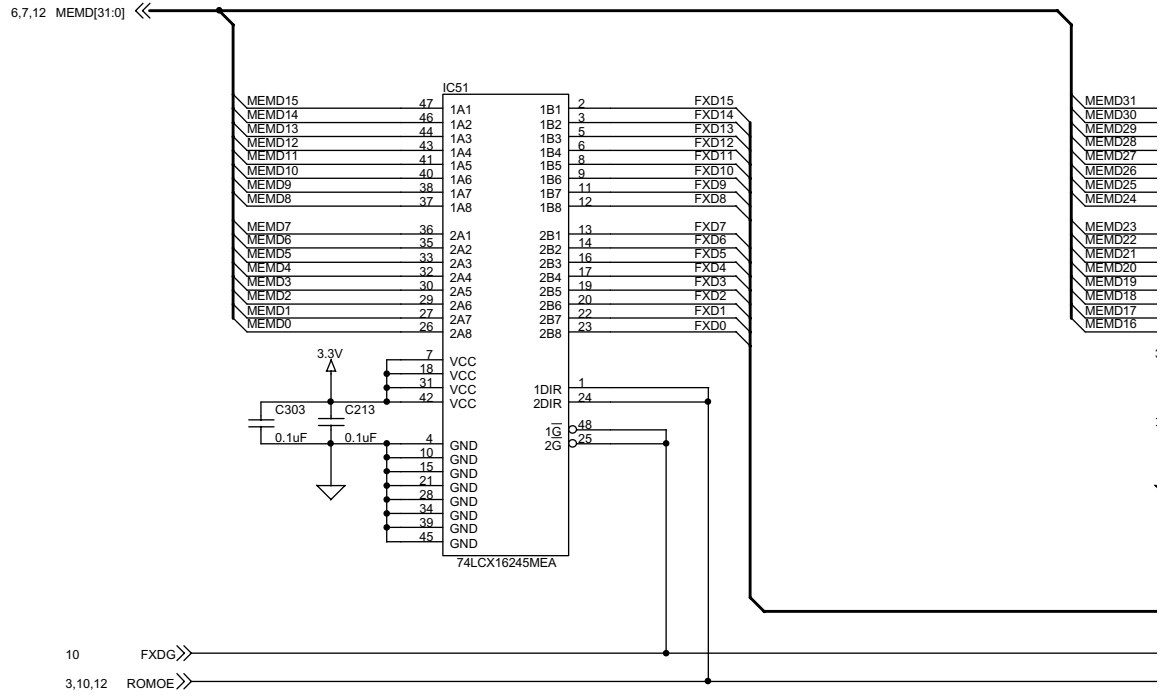 6,7,12 MEMD[31:0]
IC51
MEMD15 47 1A1 1B1 2 FXD15 MEMD31
MEMD14 46 1A2 1B2 3 FXD14 MEMD30
MEMD13 44 1A3 1B3 5 FXD13 MEMD29
MEMD12 43 1A4 1B4 6 FXD12 MEMD28
MEMD11 41 1A5 1B5 8 FXD11 MEMD27
MEMD10 40 1A6 1B6 9 FXD10 MEMD26
MEMD9 38 1A7 1B7 11 FXD9 MEMD25
MEMD8 37 1A8 1B8 12 FXD8 MEMD24
MEMD7 36 2A1 2B1 13 FXD7 MEMD23
MEMD6 35 2A2 2B2 14 FXD6 MEMD22
MEMD5 33 2A3 2B3 16 FXD5 MEMD21
MEMD4 32 2A4 2B4 17 FXD4 MEMD20
MEMD3 30 2A5 2B5 19 FXD3 MEMD19
MEMD2 29 2A6 2B6 20 FXD2 MEMD18
MEMD1 27 2A7 2B7 22 FXD1 MEMD17
MEMD0 26 2A8 2B8 23 FXD0 MEMD16
3.3V 7 VCC
18 VCC
31 VCC 1DIR 1
42 VCC 2DIR 24
C303 C213
1G 48
0.1uF 0.1uF 4 GND 2G 25
10 GND
15 GND
21 GND
28 GND
34 GND
39 GND
45 GND
74LCX16245MEA
10 FXDG
3,10,12 ROMOE